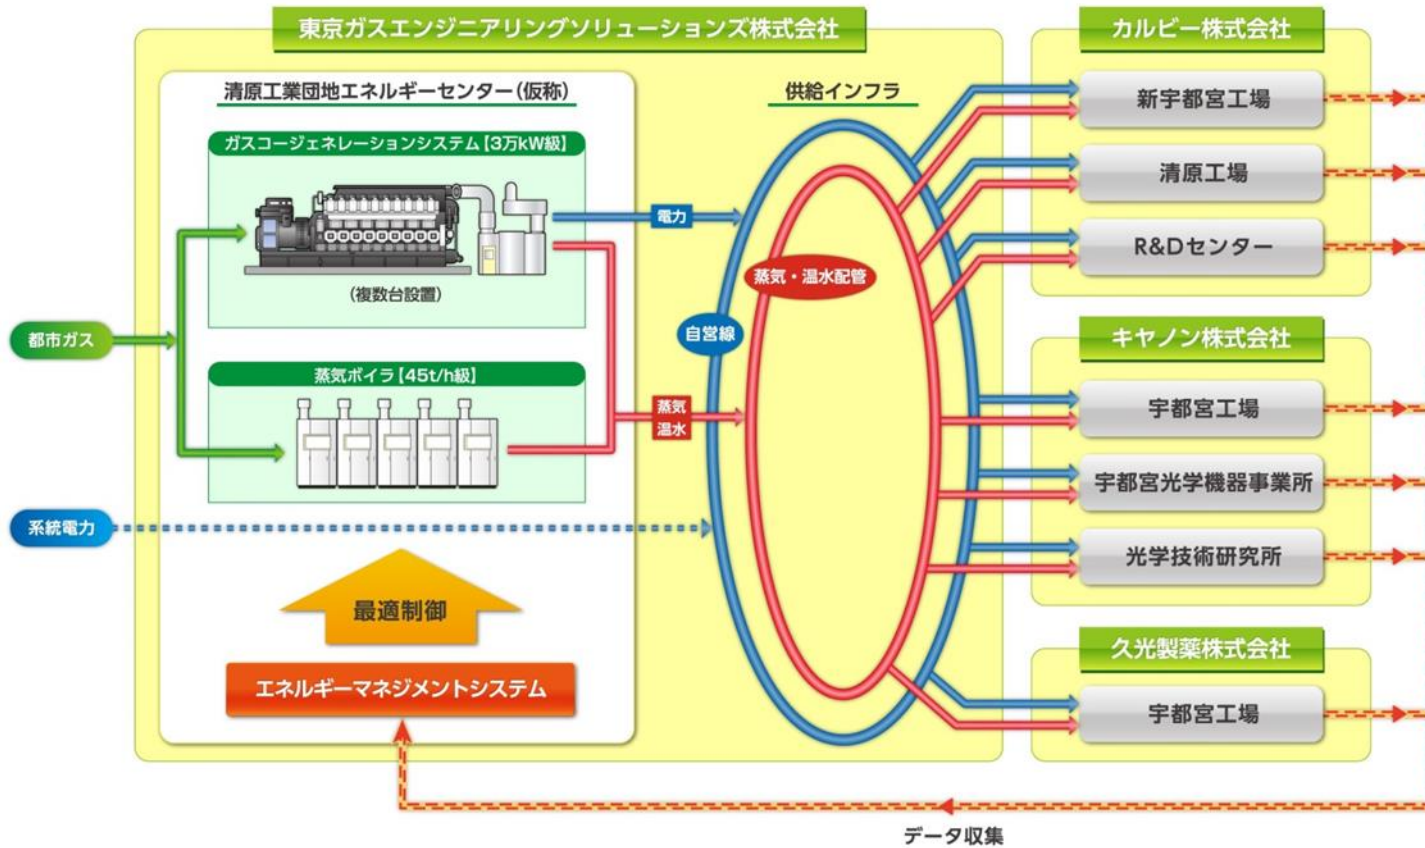 東京ガスエンジニアリングソリューションズ株式会社
清原工業団地エネルギーセンター(仮称)
ガスコージェネレーションシステム【3万kW級】
(複数台設置)
都市ガス
蒸気ボイラ【45t/h級】
系統電力
最適制御
エネルギーマネジメントシステム
供給インフラ
電力
蒸気・温水配管
自営線
蒸気
温水
カルビー株式会社
新宇都宮工場
清原工場
R&Dセンター
キヤノン株式会社
宇都宮工場
宇都宮光学機器事業所
光学技術研究所
久光製薬株式会社
宇都宮工場
データ収集